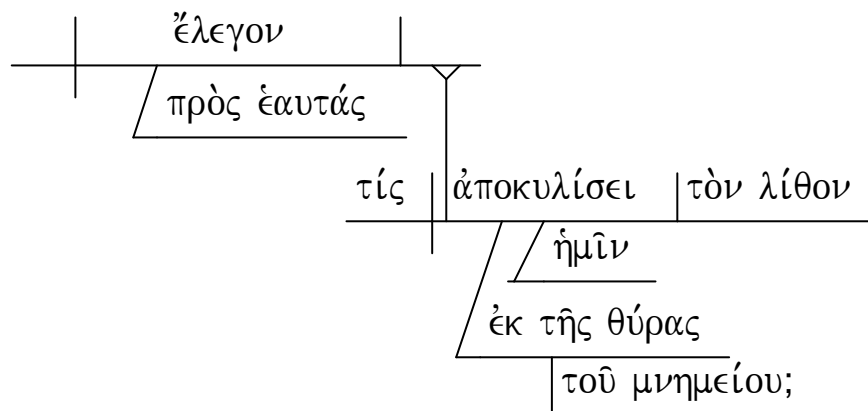 ἔλεγον
πρὸς ἑαυτάς
τίς ἀποκυλίσει τὸν λίθον
ἡμῖν
ἐκ τῆς θύρας
τοῦ μνημείου;